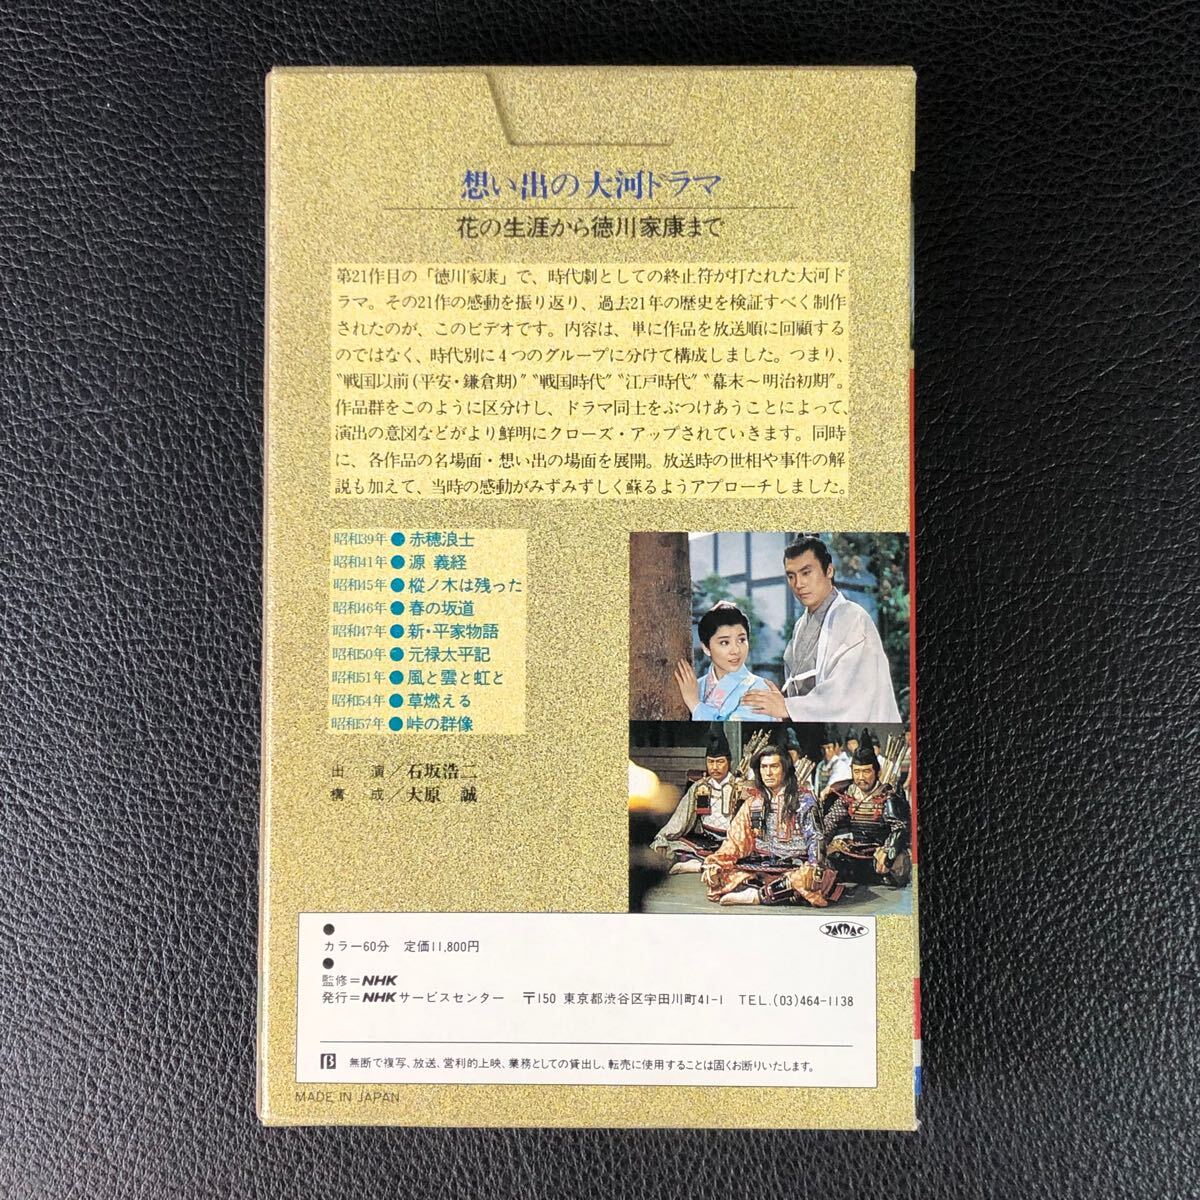 想い出の大河ドラマ
花の生涯から徳川家康まで
第21作目の「徳川家康」で、時代劇としての終止符が打たれた大河ド
ラマ。その21作の感動を振り返り、過去21年の歴史を検証すべく制作
されたのが、このビデオです。内容は、単に作品を放送順に回顧する
のではなく、時代別に4つのグループに分けて構成しました。つまり、
〝戦国以前(平安・鎌倉期)〟〝戦国時代〟〝江戸時代〟〝幕末〜明治初期〟。
作品群をこのように区分けし、ドラマ同士をぶつけあうことによって、
演出の意図などがより鮮明にクローズ・アップされていきます。同時
に、各作品の名場面・想い出の場面を展開。放送時の世相や事件の解
説も加えて、当時の感動がみずみずしく蘇るようアプローチしました。
昭和39年●赤穂浪士
昭和41年●源 義経
昭和45年●樅ノ木は残った
昭和46年●春の坂道
昭和47年●新・平家物語
昭和50年●元禄太平記
昭和51年●風と雲と虹と
昭和54年●草燃える
昭和57年●峠の群像
出 演／石坂浩二
構 成／大原 誠
●
カラー60分 定価11,800円
●
監修=NHK
発行=NHKサービスセンター 〒150 東京都渋谷区宇田川町41-1 TEL.(03)464-1138
JASRAC
β 無断で複写、放送、営利的上映、業務としての貸出し、転売に使用することは固くお断りいたします。
MADE IN JAPAN